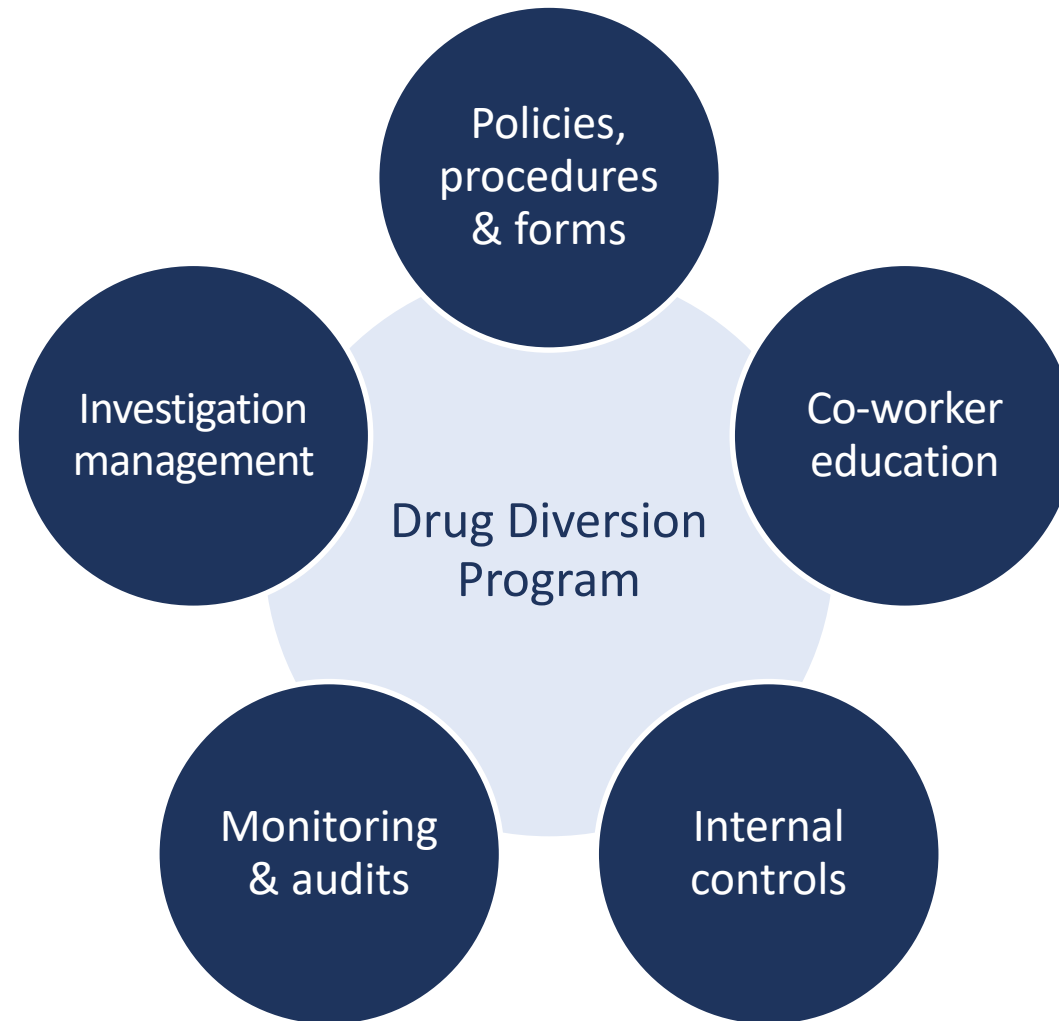 Policies,
procedures
& forms
Co-worker
education
Internal
controls
Monitoring
& audits
Investigation
management
Drug Diversion
Program